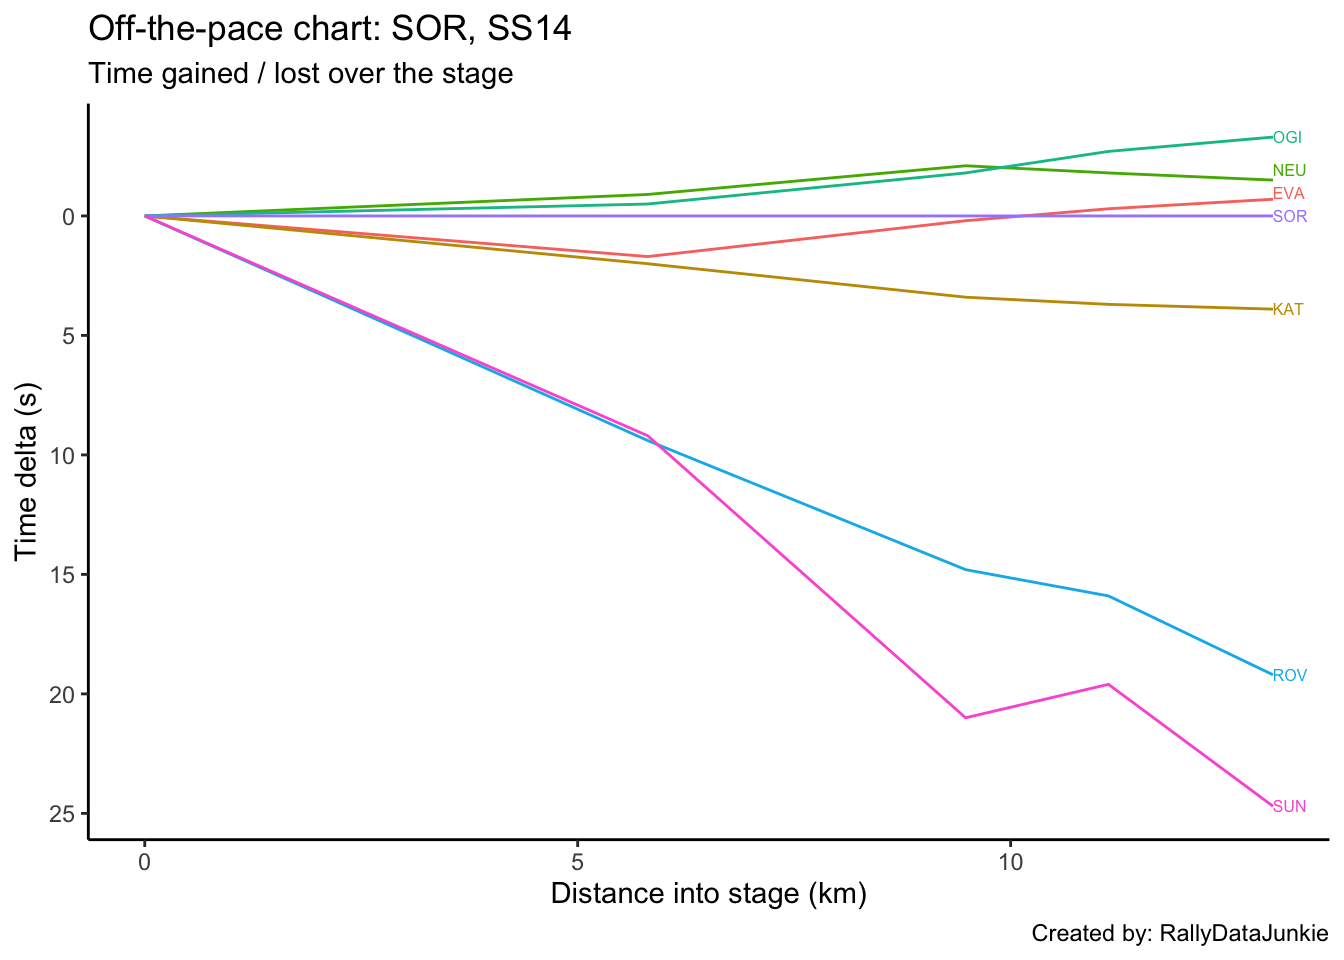 Off-the-pace chart: SOR, SS14
Time gained / lost over the stage
OGI
NEU
EVA
SOR
KAT
ROV
SUN
0
5
10
15
20
25
Time delta (s)
0 5 10
Distance into stage (km)
Created by: RallyDataJunkie